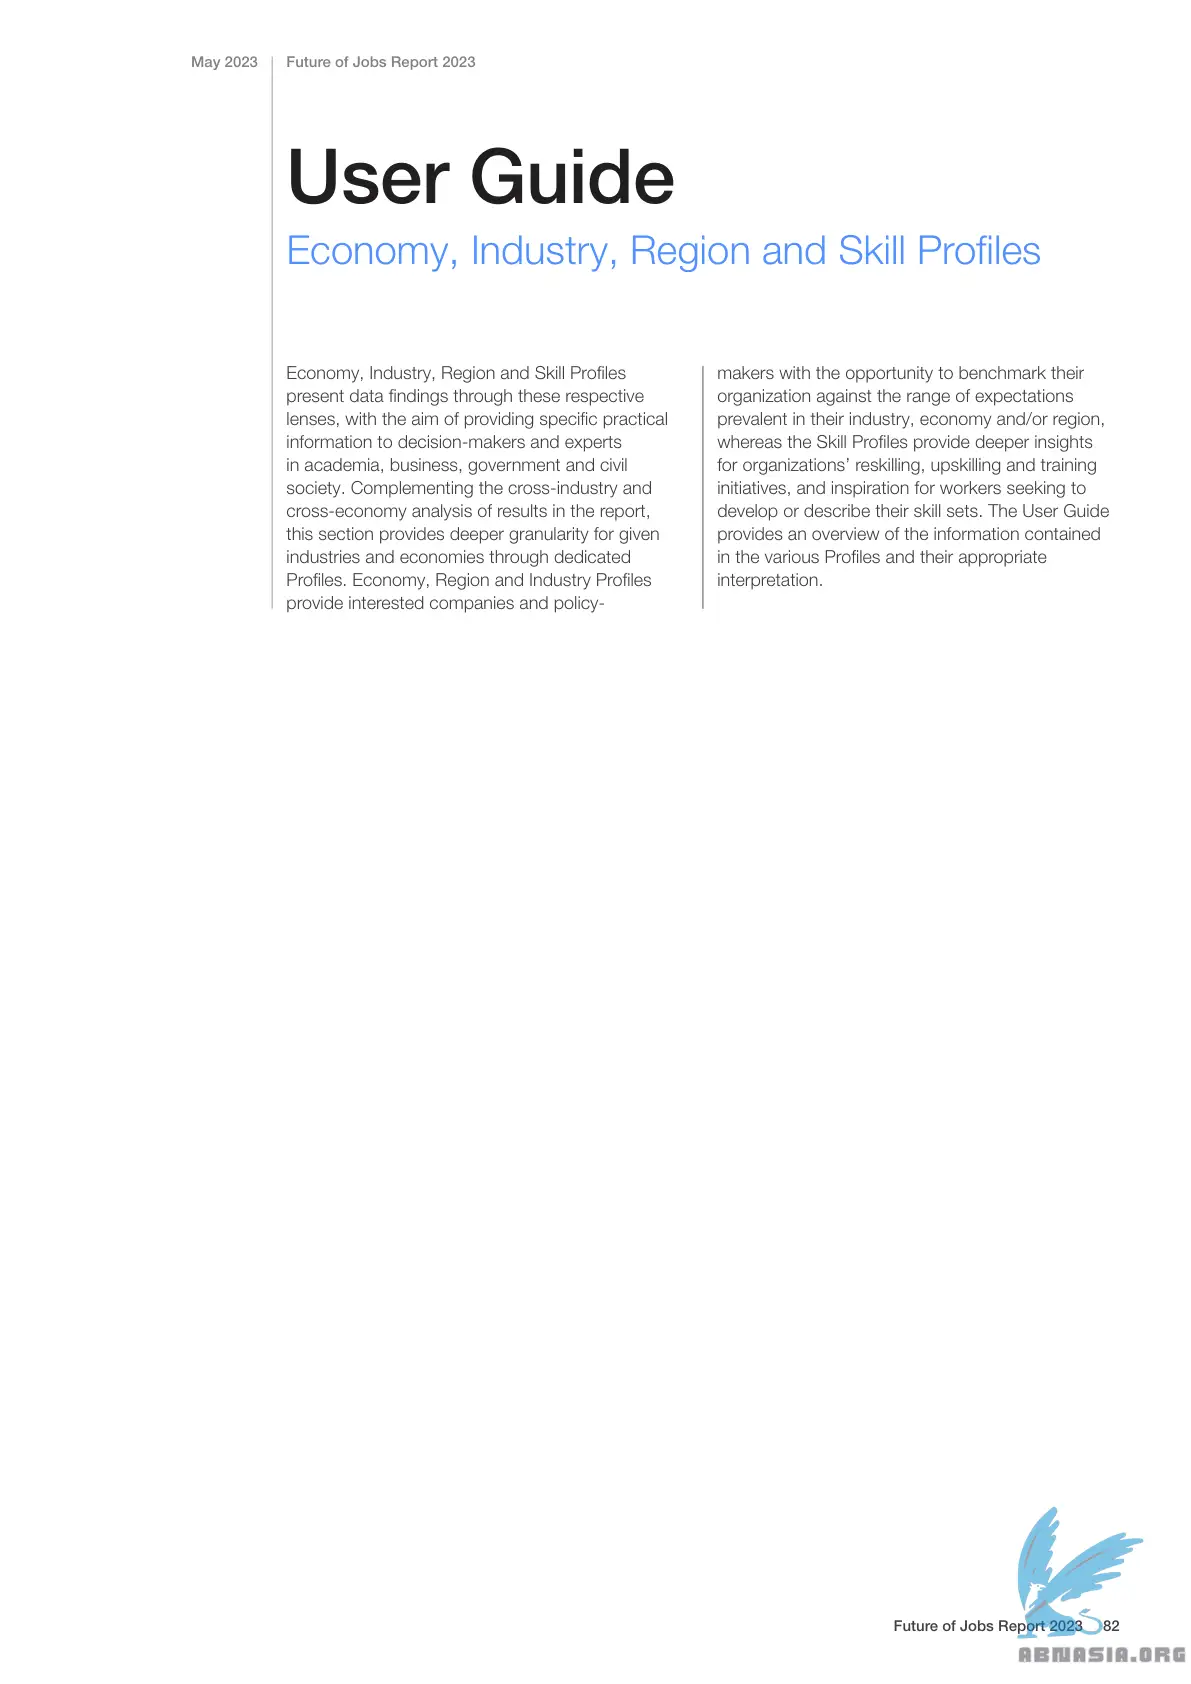 May 2023
Future of Jobs Report 2023
User Guide
Economy, Industry, Region and Skill Profiles
Economy, Industry, Region and Skill Profiles
present data findings through these respective
lenses, with the aim of providing specific practical
information to decision-makers and experts
in academia, business, government and civil
society. Complementing the cross-industry and
cross-economy analysis of results in the report,
this section provides deeper granularity for given
industries and economies through dedicated
Profiles. Economy, Region and Industry Profiles
provide interested companies and policy-
makers with the opportunity to benchmark their
organization against the range of expectations
prevalent in their industry, economy and/or region,
whereas the Skill Profiles provide deeper insights
for organizations’ reskilling, upskilling and training
initiatives, and inspiration for workers seeking to
develop or describe their skill sets. The User Guide
provides an overview of the information contained
in the various Profiles and their appropriate
interpretation.
Future of Jobs Report 2023 82
ABNASIA.ORG